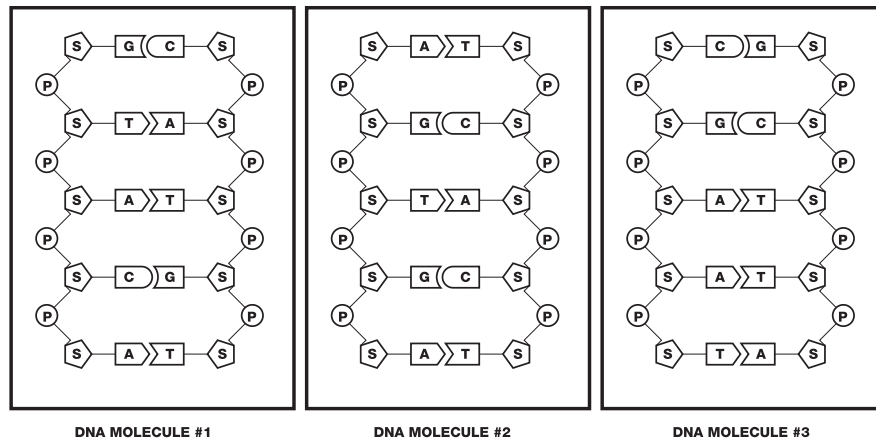 S G C S S A T S S C G S
P P P P P P
S T A S S G C S S G C S
P P P P P P
S A T S S T A S S A T S
P P P P P P
S C G S S G C S S A T S
P P P P P P
S A T S S A T S S T A S
DNA MOLECULE #1 DNA MOLECULE #2 DNA MOLECULE #3